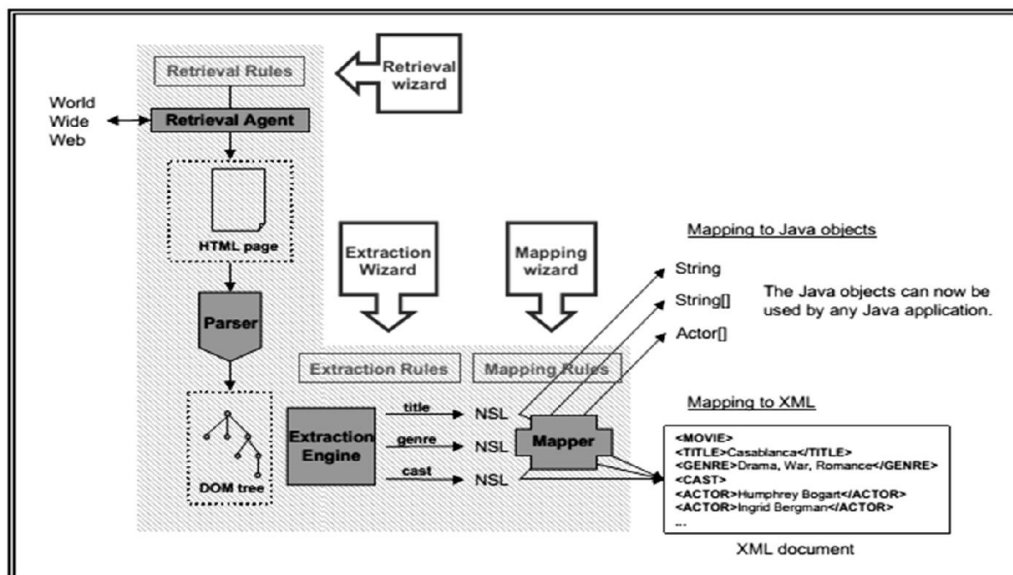 Retrieval Rules
Retrieval
wizard
World
Wide
Web
Retrieval Agent
HTML page
Extraction
Wizard
Mapping
wizard
Mapping to Java objects
String
String[]
The Java objects can now be
used by any Java application.
Actor[]
Parser
Extraction Rules
Mapping Rules
DOM tree
Extraction
Engine
title
NSL
genre
NSL
cast
NSL
Mapper
Mapping to XML
<MOVIE>
<TITLE>Casablanca</TITLE>
<GENRE>Drama, War, Romance</GENRE>
<CAST>
<ACTOR>Humphrey Bogart</ACTOR>
<ACTOR>Ingrid Bergman</ACTOR>
...
XML document